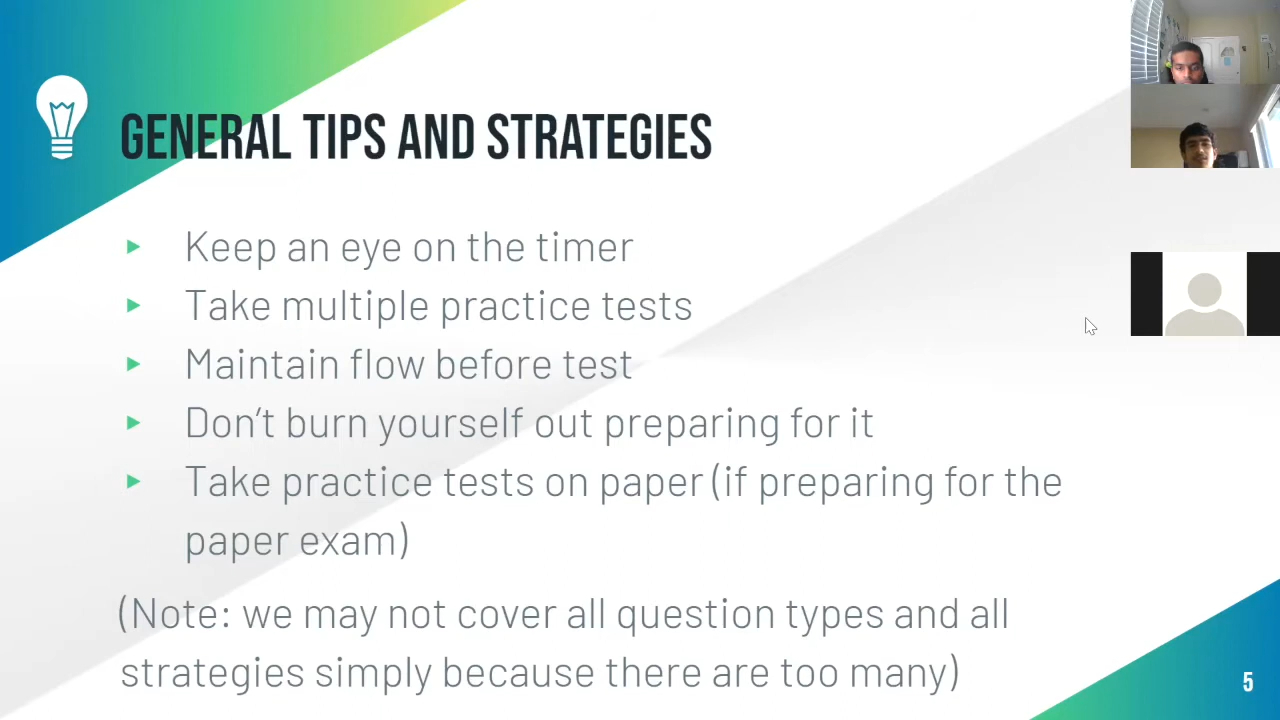 GENERAL TIPS AND STRATEGIES
Keep an eye on the timer
Take multiple practice tests
Maintain flow before test
Don't burn yourself out preparing for it
Take practice tests on paper (if preparing for the
paper exam)
(Note: we may not cover all question types and all
strategies simply because there are too many)
5